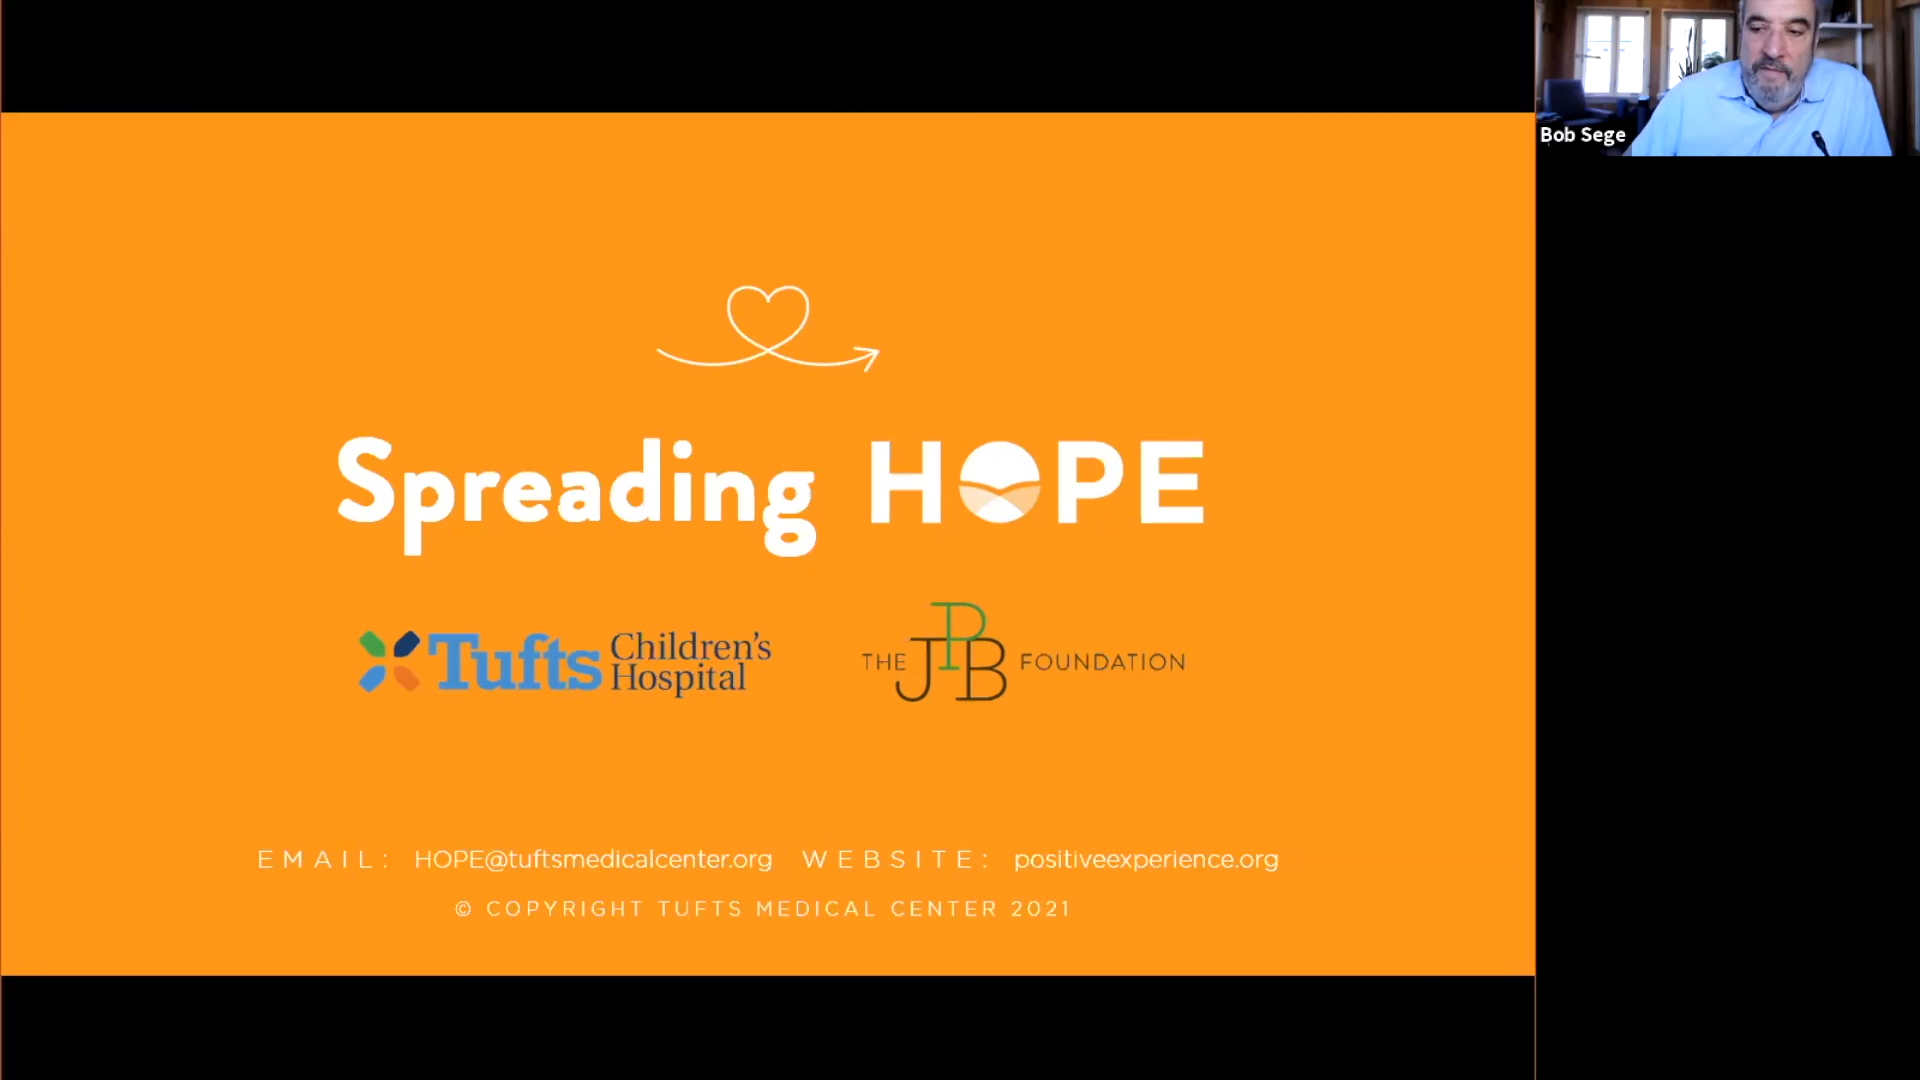 Bob Sege
Spreading HOPE
Tufts Children's Hospital
THE JPB FOUNDATION
EMAIL: HOPE@tuftsmedicalcenter.org WEBSITE: positiveexperience.org
© COPYRIGHT TUFTS MEDICAL CENTER 2021